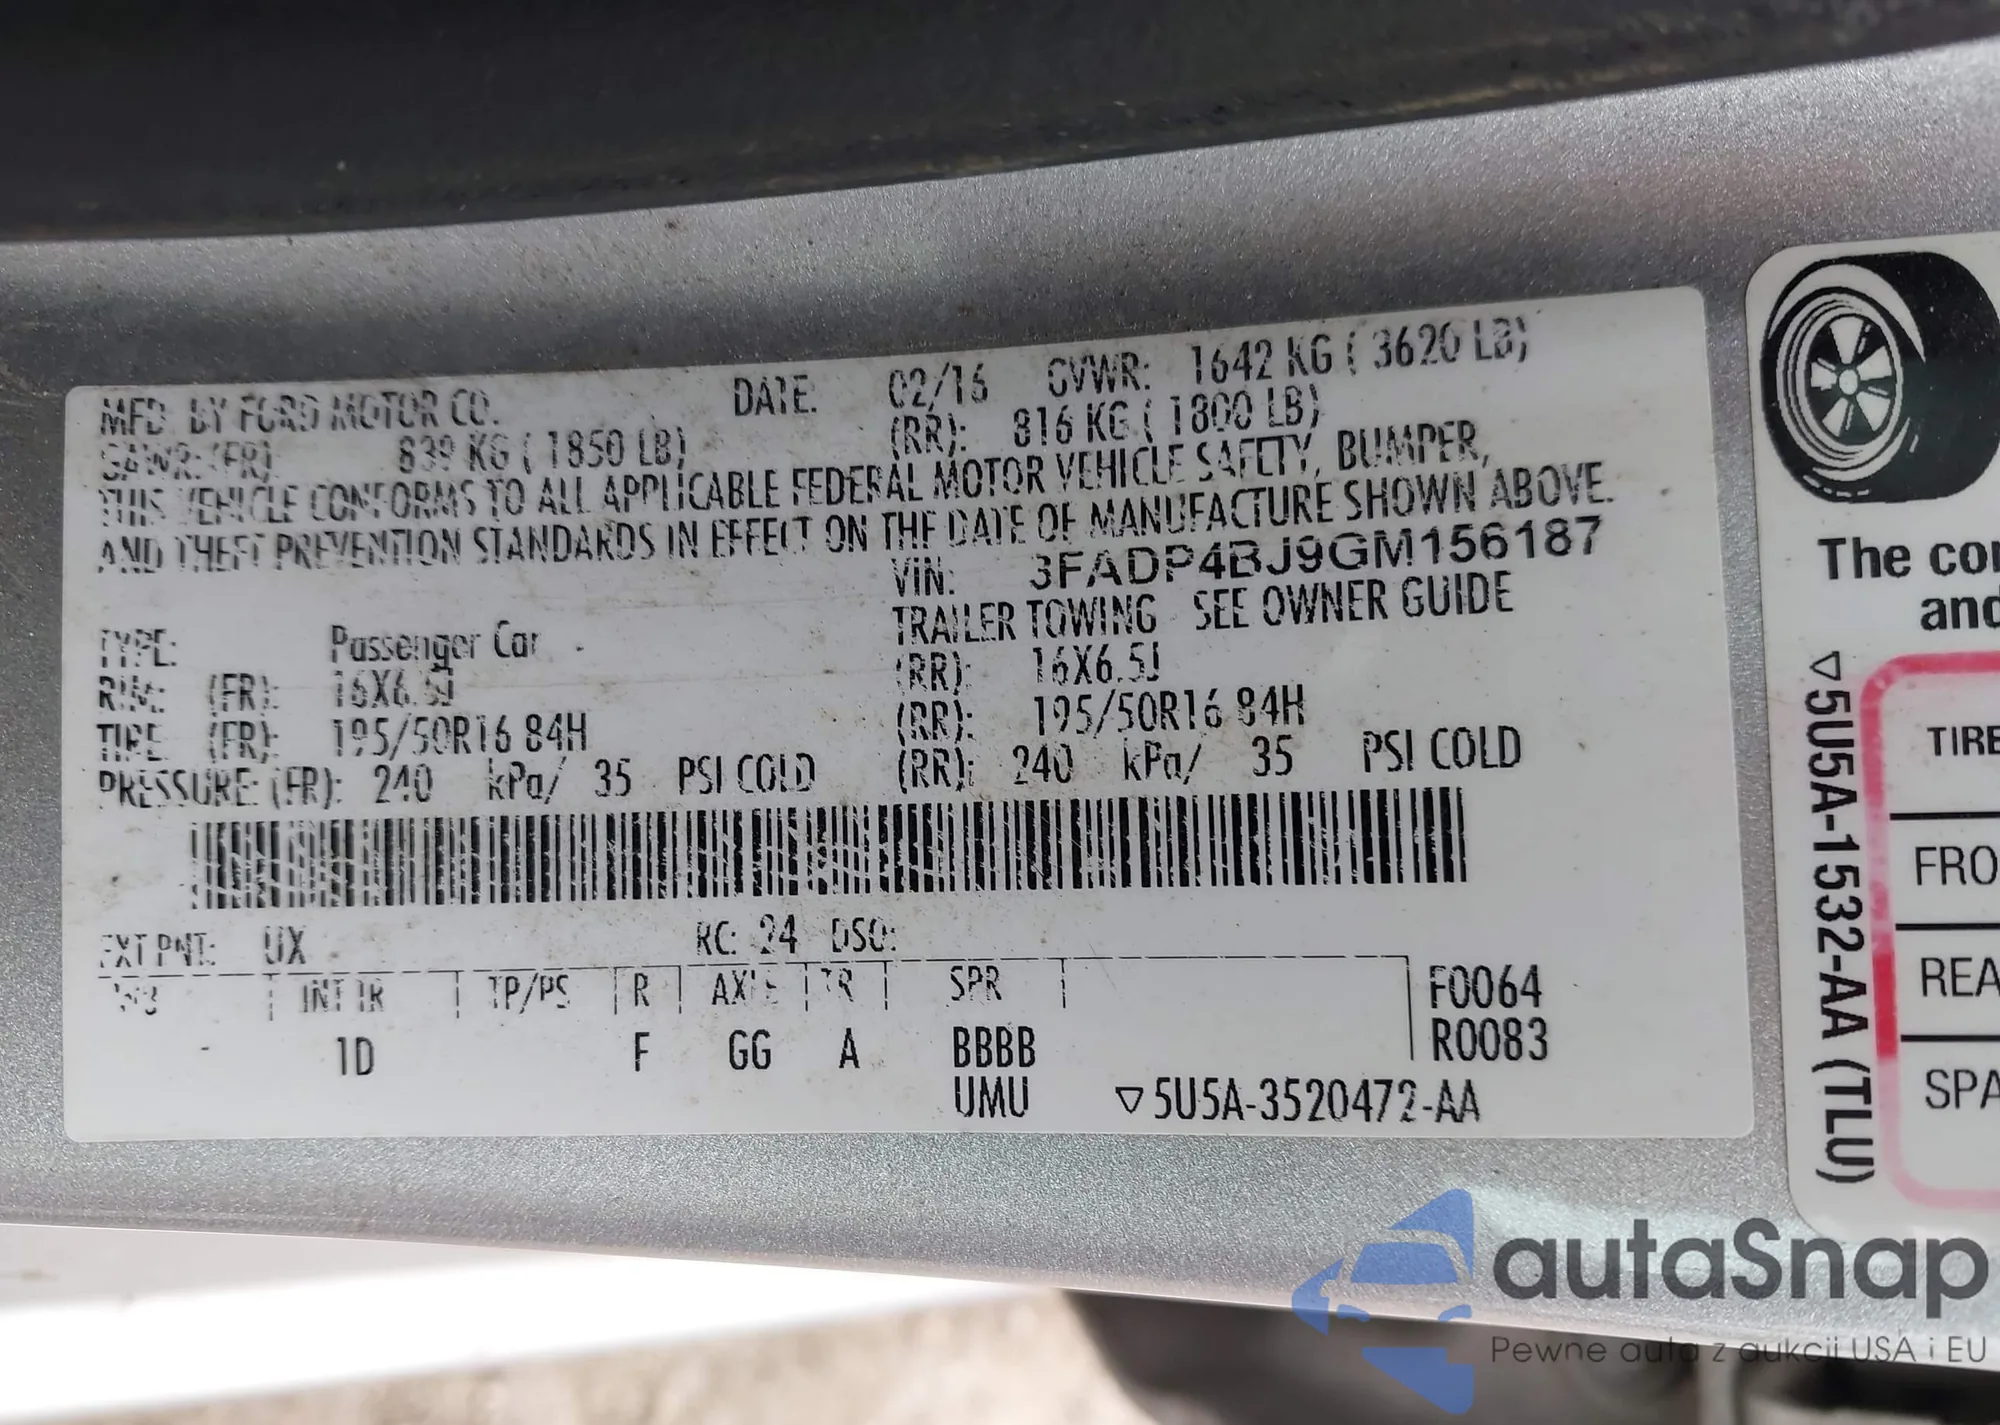 MFD. BY FORD MOTOR CO. DATE: 02/16 GVWR: 1642 KG ( 3620 LB)
GAWR: (FR): 839 KG ( 1850 LB) (RR): 816 KG ( 1800 LB)
THIS VEHICLE CONFORMS TO ALL APPLICABLE FEDERAL MOTOR VEHICLE SAFETY, BUMPER,
AND THEFT PREVENTION STANDARDS IN EFFECT ON THE DATE OF MANUFACTURE SHOWN ABOVE.
VIN: 3FADP4BJ9GM156187
TYPE: Passenger Car TRAILER TOWING SEE OWNER GUIDE
RIM: (FR): 16X6.5J (RR): 16X6.5J
TIRE (FR): 195/50R16 84H (RR): 195/50R16 84H
PRESSURE: (FR): 240 kPa/ 35 PSI COLD (RR): 240 kPa/ 35 PSI COLD
EXT PNT: UX RC: 24 DSO:
INT TR TP/PS R AXLE TR SPR F0064
1D F GG A BBBB R0083
UMU ▽5U5A-3520472-AA
The co
and
▽5U5A-1532-AA (TLU)
TIRE
FRO
REA
SPA
autaSnap
Pewne auta z aukcji USA i EU